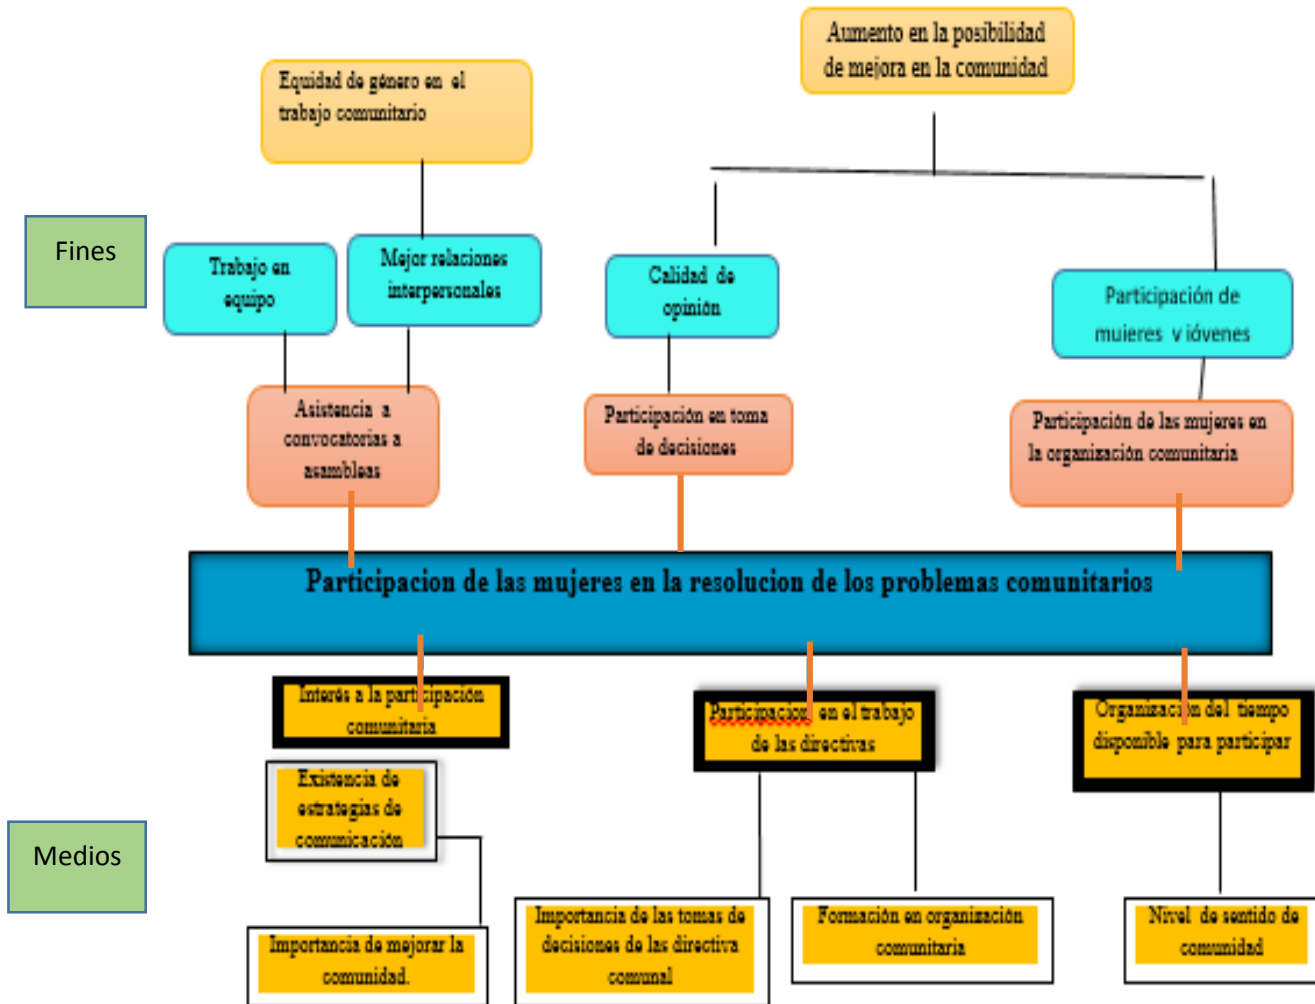 Aumento en la posibilidad
de mejora en la comunidad
Equidad de género en el
trabajo comunitario
Fines
Trabajo en
equipo
Mejor relaciones
interpersonales
Calidad de
opinión
Participación de
muieres v ióvenes
Asistencia a
convocatorias a
asambleas
Participación en toma
de decisiones
Participación de las mujeres en
la organización comunitaria
Participacion de las mujeres en la resolucion de los problemas comunitarios
Interés a la participación
comunitaria
Participacion en el trabajo
de las directivas
Organización del tiempo
disponible para participar
Existencia de
estrategias de
comunicación
Medios
Importancia de mejorar la
comunidad.
Importancia de las tomas de
decisiones de las directiva
comunal
Formación en organización
comunitaria
Nivel de sentido de
comunidad